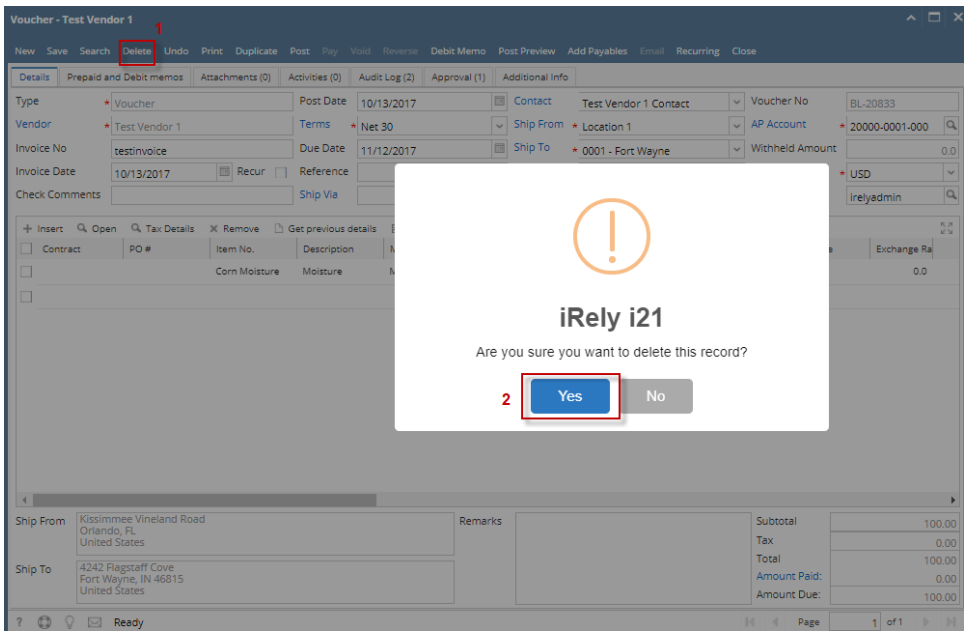 Voucher - Test Vendor 1
1
New Save Search Delete Undo Print Duplicate Post Pay Void Reverse Debit Memo Post Preview Add Payables Email Recurring Close
Details Prepaid and Debit memos Attachments (0) Activities (0) Audit Log (2) Approval (1) Additional Info
Type * Voucher Post Date 10/13/2017 Contact Test Vendor 1 Contact Voucher No BL-20833
Vendor * Test Vendor 1 Terms * Net 30 Ship From * Location 1 AP Account * 20000-0001-000
Invoice No testinvoice Due Date 11/12/2017 Ship To * 0001 - Fort Wayne Withheld Amount 0.0
Invoice Date 10/13/2017 Recur Reference * USD
Check Comments Ship Via irelyadmin
+ Insert Open Tax Details X Remove Get previous details
Contract PO # Item No. Description Exchange Ra
Corn Moisture Moisture 0.0
iRely i21
Are you sure you want to delete this record?
2 Yes No
Ship From Kissimmee Vineland Road
Orlando, FL
United States
Remarks
Subtotal 100.00
Tax 0.00
Total 100.00
Ship To 4242 Flagstaff Cove
Fort Wayne, IN 46815
United States
Amount Paid: 0.00
Amount Due: 100.00
? Ready Page 1 of 1